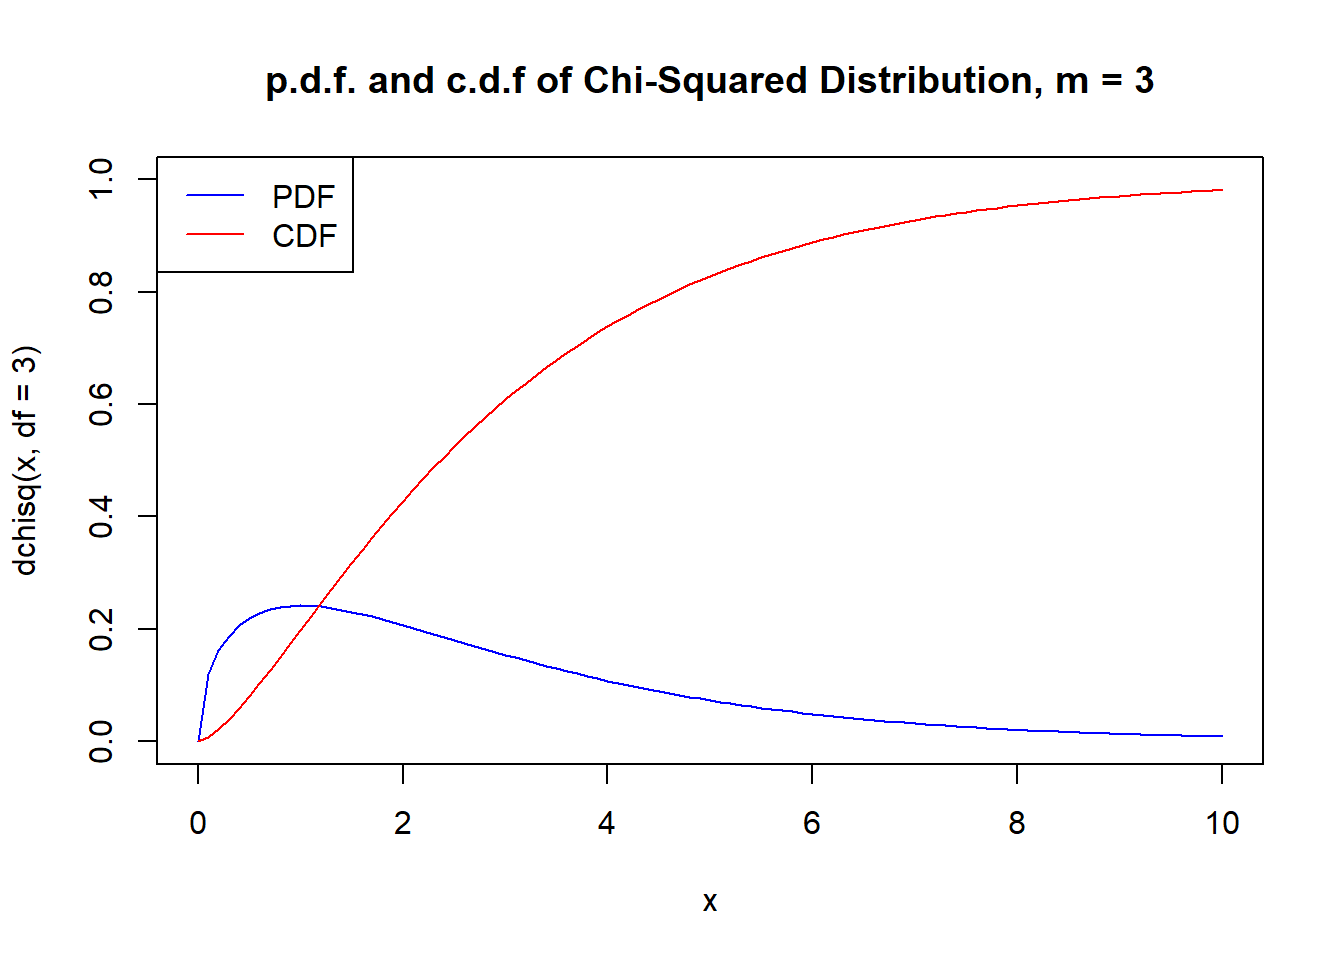 p.d.f. and c.d.f of Chi-Squared Distribution, m = 3
PDF
CDF
dchisq(x, df = 3)
1.0
0.8
0.6
0.4
0.2
0.0
0 2 4 6 8 10
x